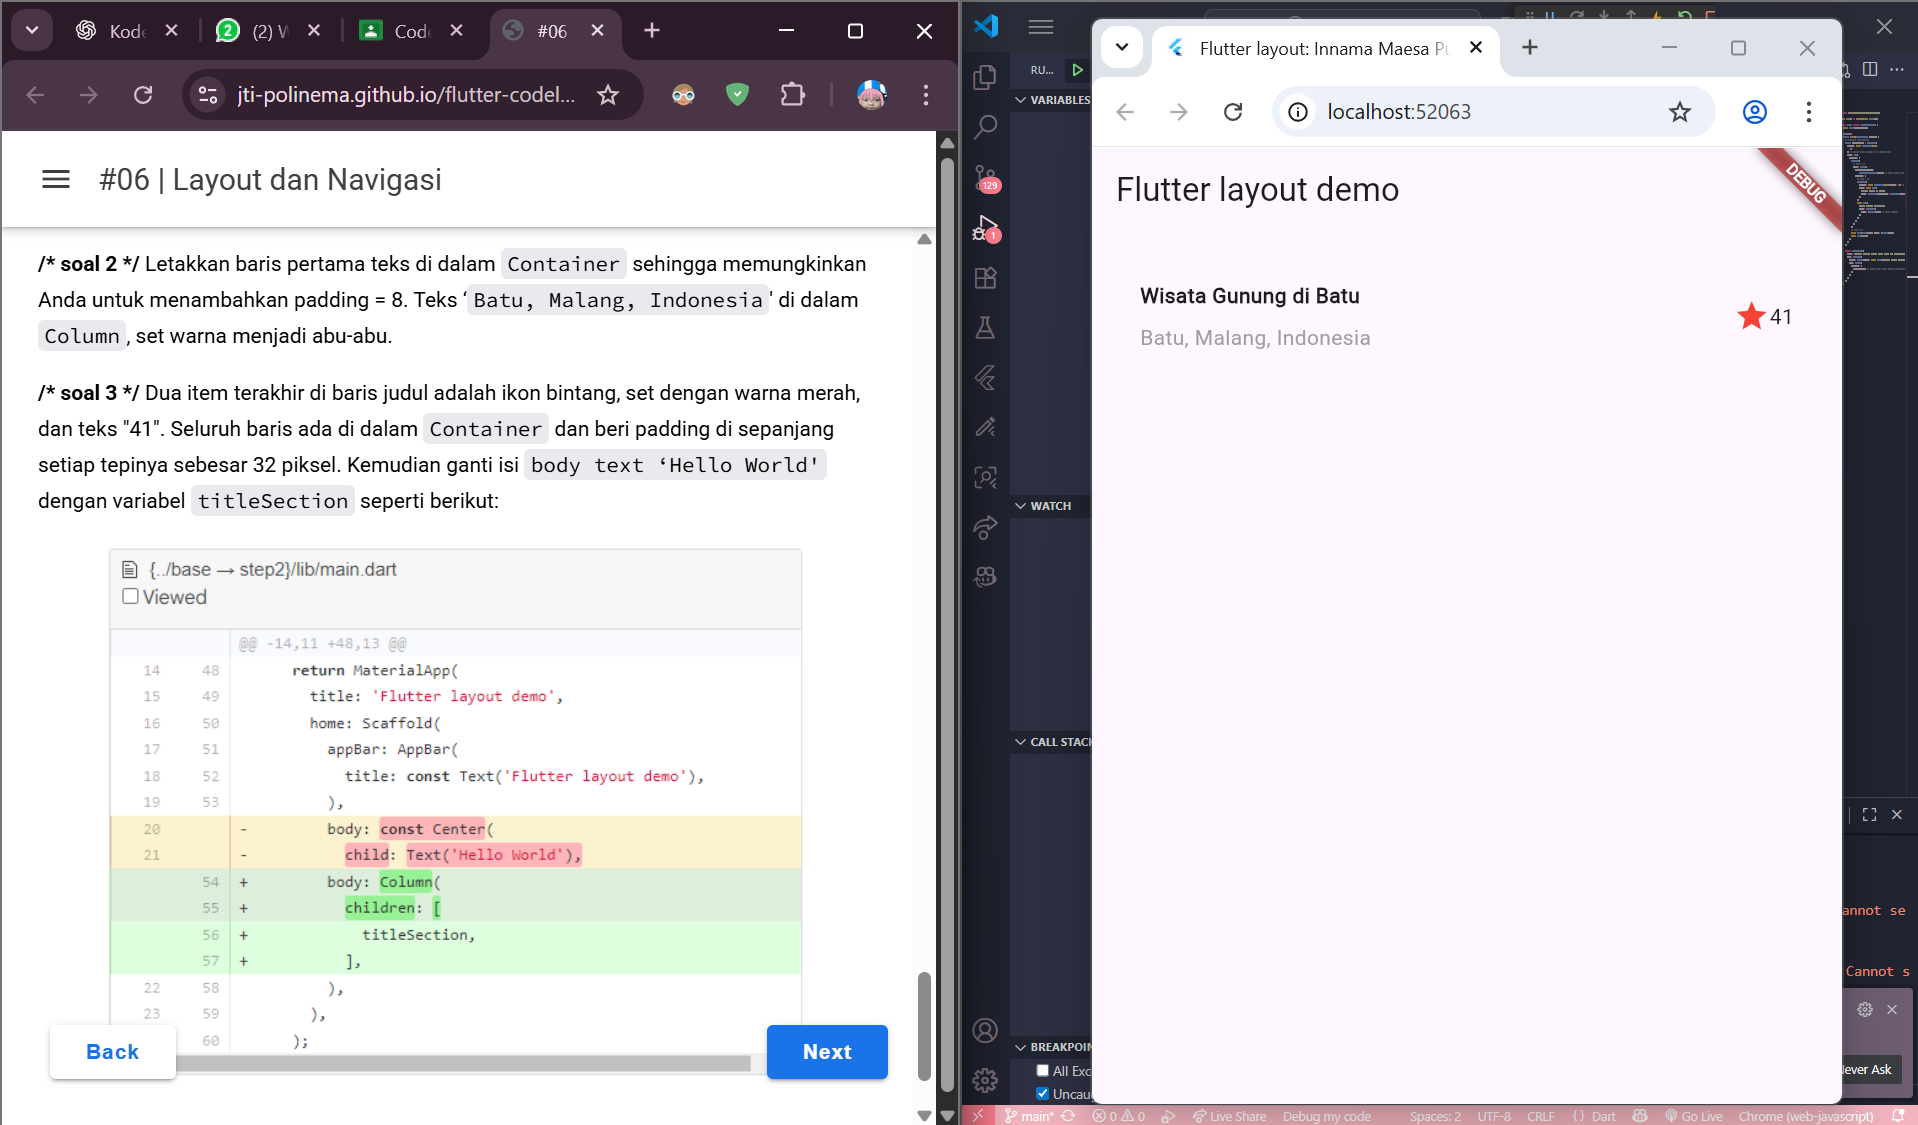 Kode
2
(2) W
Code
#06
jti-polinema.github.io/flutter-codel...
#06 | Layout dan Navigasi
/* soal 2 */ Letakkan baris pertama teks di dalam Container sehingga memungkinkan
Anda untuk menambahkan padding = 8. Teks ‘Batu, Malang, Indonesia' di dalam
Column, set warna menjadi abu-abu.
/* soal 3 */ Dua item terakhir di baris judul adalah ikon bintang, set dengan warna merah,
dan teks "41". Seluruh baris ada di dalam Container dan beri padding di sepanjang
setiap tepinya sebesar 32 piksel. Kemudian ganti isi body text ‘Hello World'
dengan variabel titleSection seperti berikut:
{../base → step2}/lib/main.dart
Viewed
@@ -14,11 +48,13 @@
14 48 return MaterialApp(
15 49 title: 'Flutter layout demo',
16 50 home: Scaffold(
17 51 appBar: AppBar(
18 52 title: const Text('Flutter layout demo'),
19 53 ),
20 - body: const Center(
21 - child: Text('Hello World'),
54 + body: Column(
55 + children: [
56 + titleSection,
57 + ],
22 58 ),
23 59 ),
60 );
Back
Next
RU...
VARIABLES
129
1
WATCH
CALL STACK
BREAKPOIN
All Exc
Uncau
Flutter layout: Innama Maesa Pu
localhost:52063
Flutter layout demo
DEBUG
Wisata Gunung di Batu
Batu, Malang, Indonesia
41
annot se
Cannot s
Never Ask
main*
0 0
Live Share
Debug my code
Spaces: 2
UTF-8
CRLF
{} Dart
Go Live
Chrome (web-javascript)